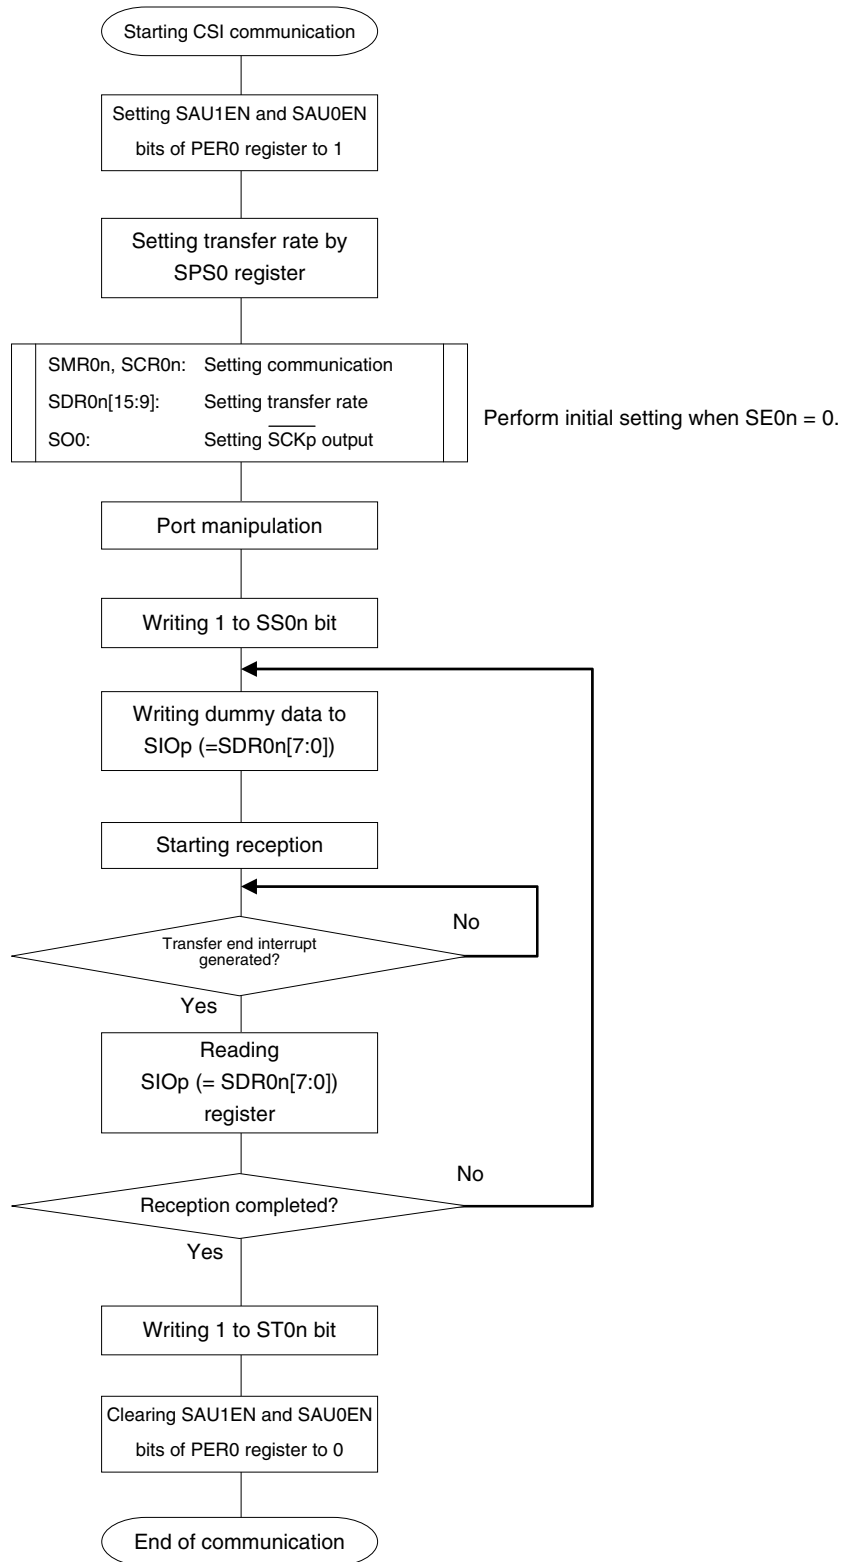 Starting CSI communication
Setting SAU1EN and SAU0EN
bits of PER0 register to 1
Setting transfer rate by
SPS0 register
SMR0n, SCR0n: Setting communication
SDR0n[15:9]: Setting transfer rate
SO0: Setting SCKp output
Perform initial setting when SE0n = 0.
Port manipulation
Writing 1 to SS0n bit
Writing dummy data to
SIOp (=SDR0n[7:0])
Starting reception
No
Transfer end interrupt
generated?
Yes
Reading
SIOp (= SDR0n[7:0])
register
No
Reception completed?
Yes
Writing 1 to ST0n bit
Clearing SAU1EN and SAU0EN
bits of PER0 register to 0
End of communication